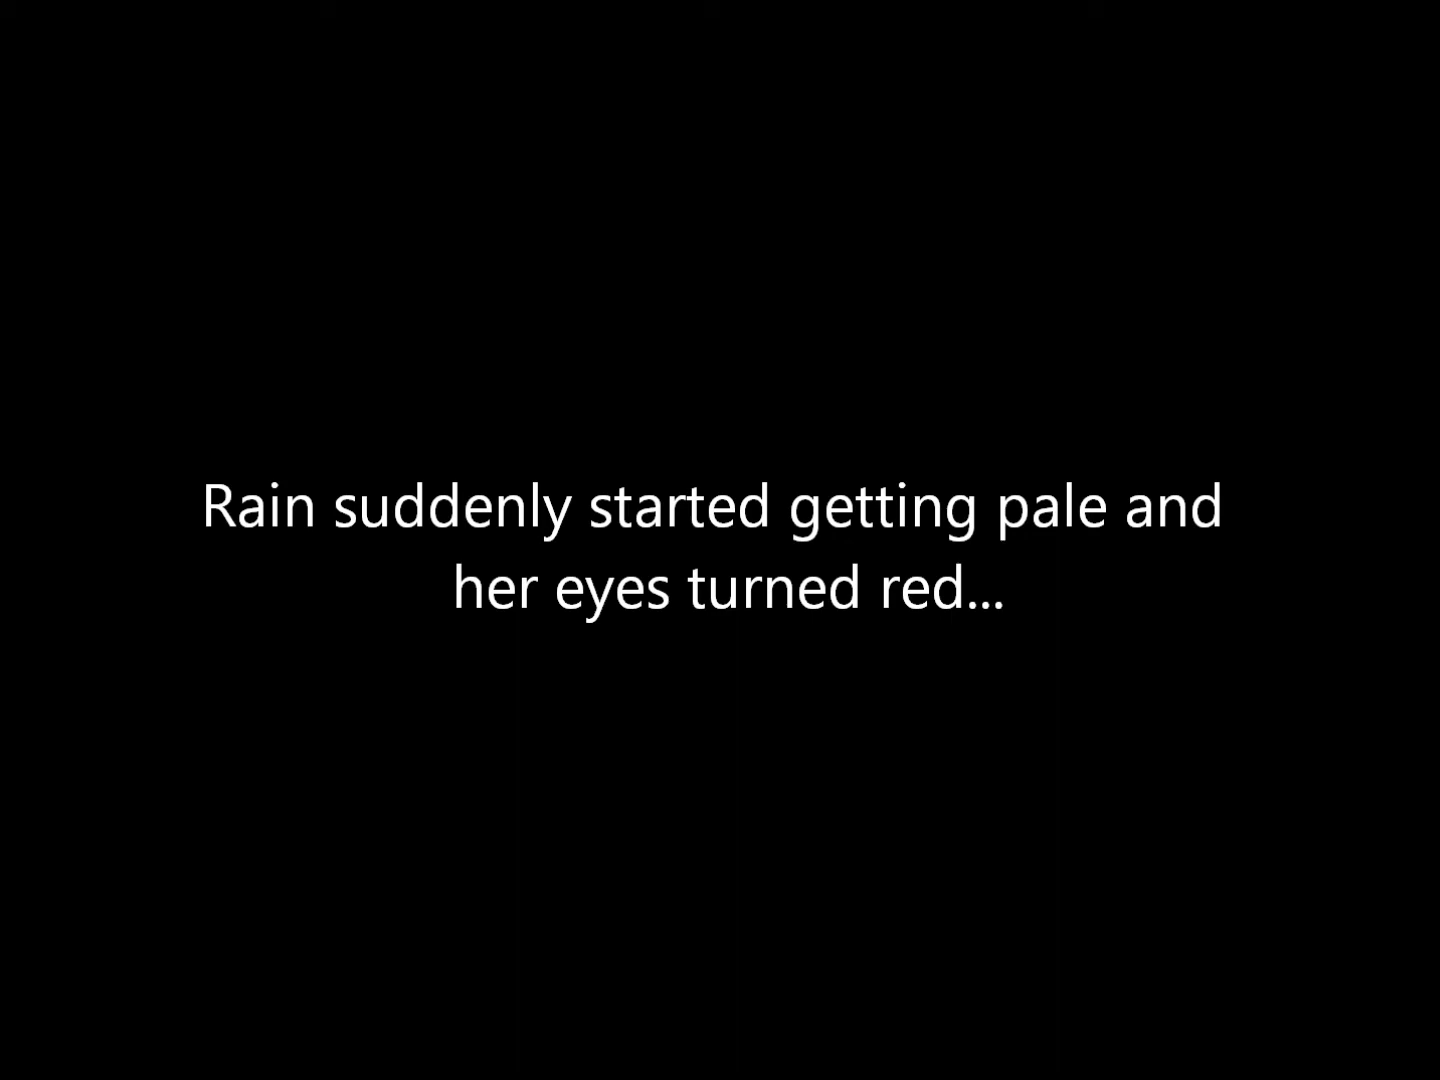 Rain suddenly started getting pale and
her eyes turned red...